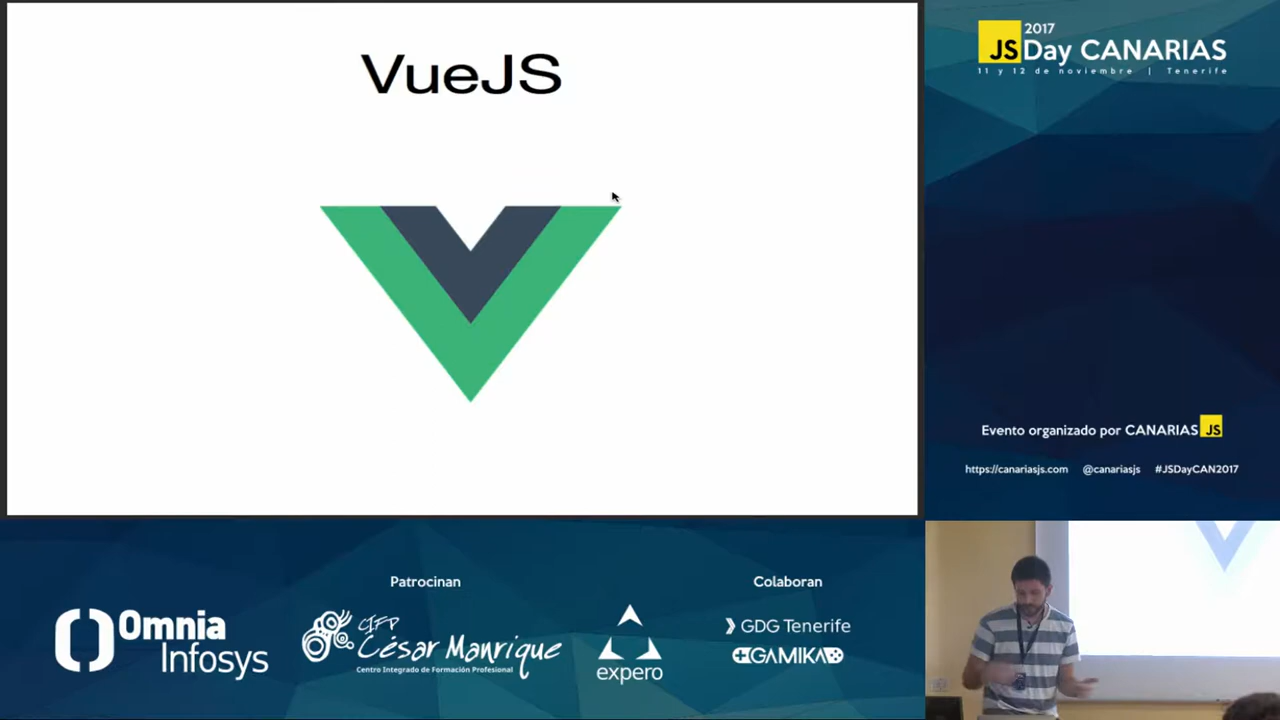 VueJS
2017
JS Day CANARIAS
11 y 12 de noviembre | Tenerife
Evento organizado por CANARIAS JS
https://canariasjs.com @canariasjs #JSDayCAN2017
Patrocinan
Omnia
Infosys
CIFP
César Manrique
Centro Integrado de Formación Profesional
expero
Colaboran
GDG Tenerife
GAMIKA